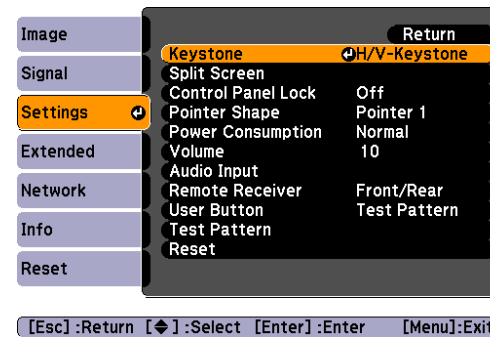 Image
Signal
Settings
Extended
Network
Info
Reset
Return
Keystone H/V-Keystone
Split Screen
Control Panel Lock Off
Pointer Shape Pointer 1
Power Consumption Normal
Volume 10
Audio Input
Remote Receiver Front/Rear
User Button Test Pattern
Test Pattern
Reset
[Esc] :Return [◆] :Select [Enter] :Enter [Menu]:Exit